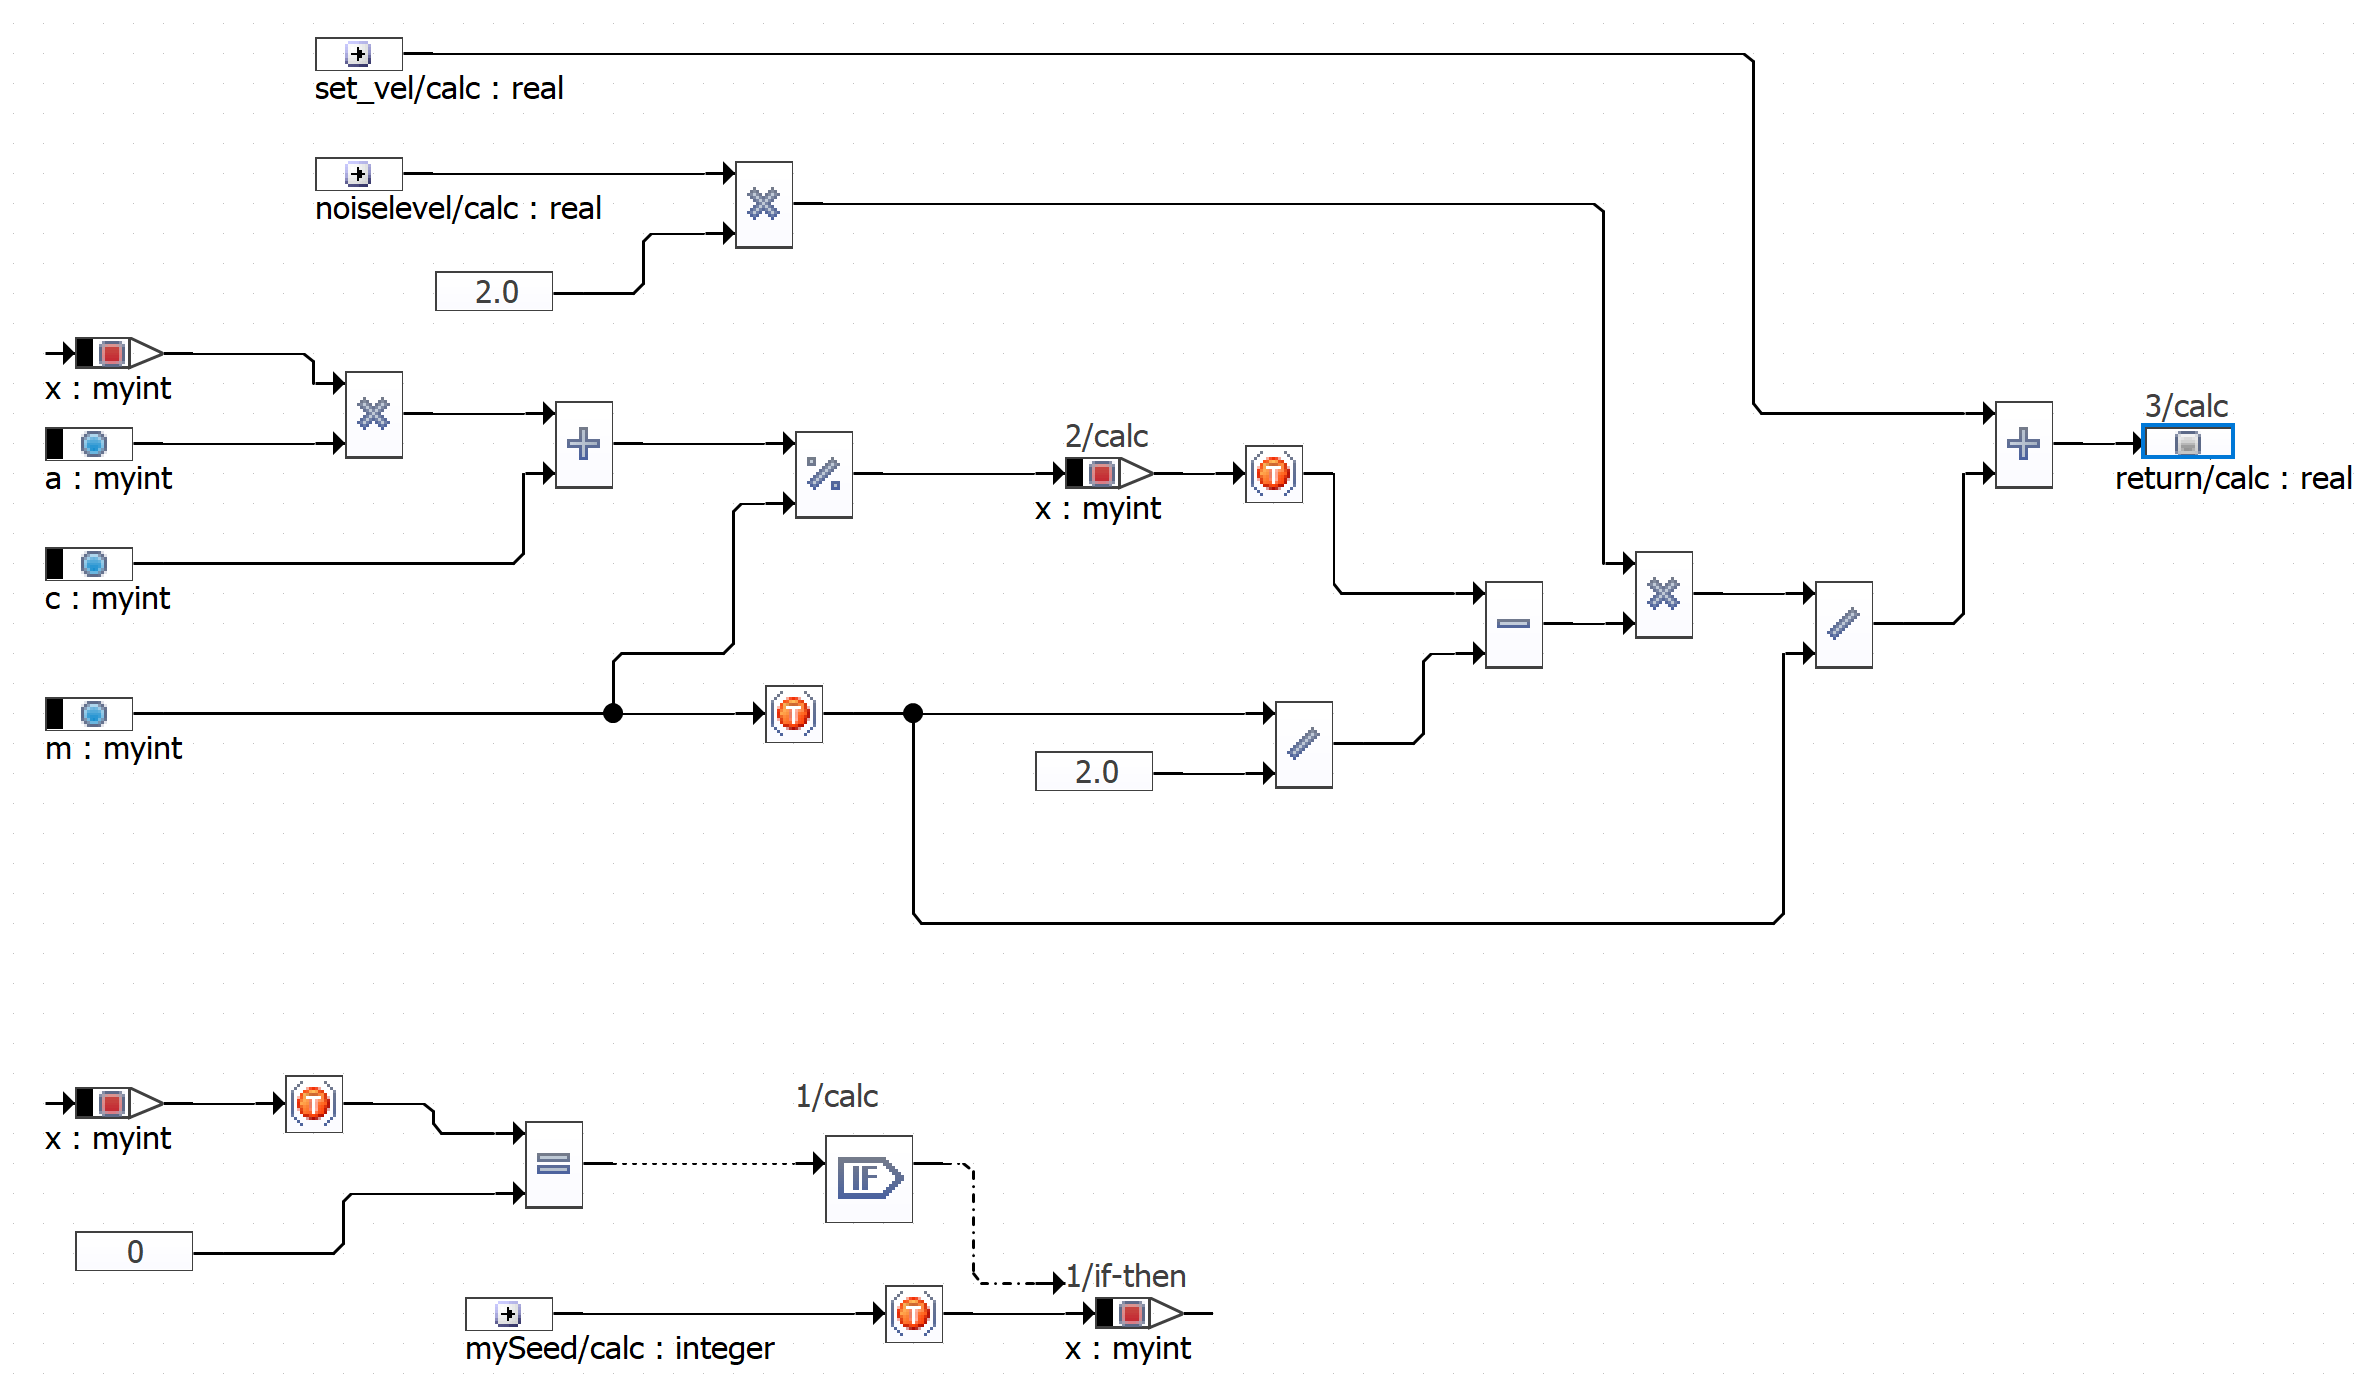 set_vel/calc : real
noiselevel/calc : real
2.0
x : myint
a : myint
c : myint
m : myint
2/calc
x : myint
2.0
3/calc
return/calc : real
x : myint
0
1/calc
IF
mySeed/calc : integer
1/if-then
x : myint
T
T
T
T